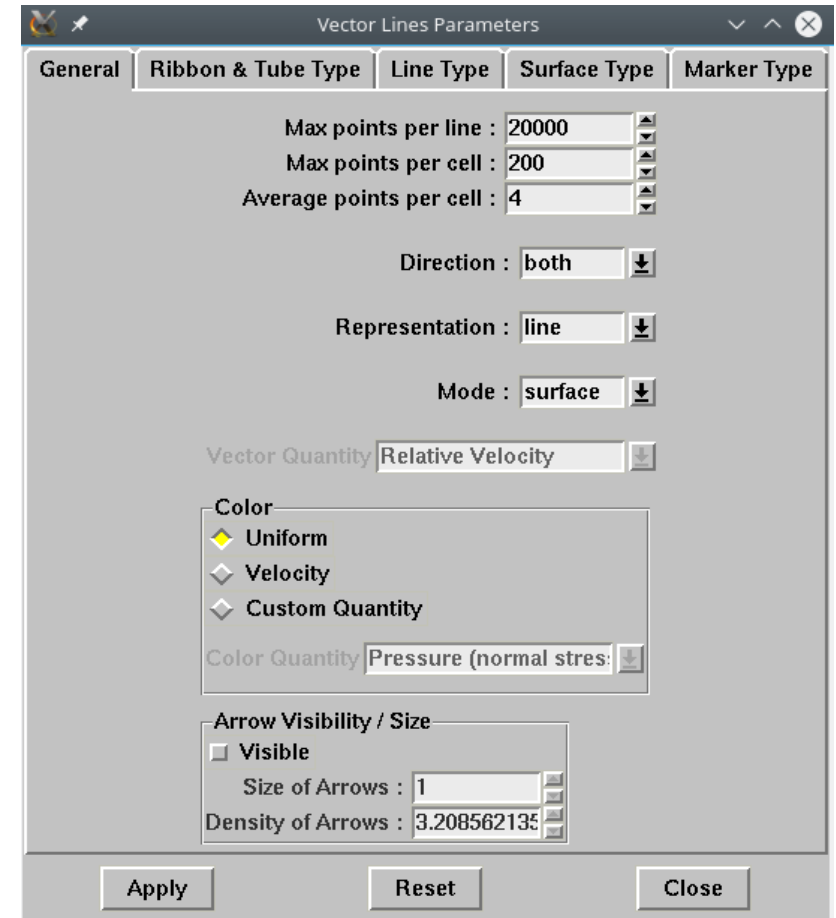 Vector Lines Parameters
General Ribbon & Tube Type Line Type Surface Type Marker Type
Max points per line : 20000
Max points per cell : 200
Average points per cell : 4
Direction : both
Representation : line
Mode : surface
Vector Quantity Relative Velocity
Color
Uniform
Velocity
Custom Quantity
Color Quantity Pressure (normal stres
Arrow Visibility / Size
Visible
Size of Arrows : 1
Density of Arrows : 3.208562135
Apply Reset Close